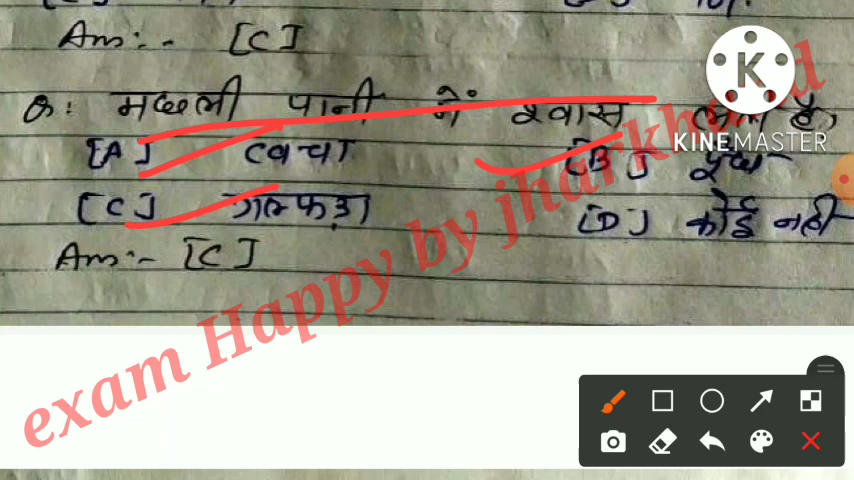 Ans:- [C]
Q: मछली पानी में श्वास लेता है,
[A] त्वचा [B]
[C] गलफड़ा [D] कोई नही
Ans:- [C]
K
KINEMASTER
exam Happy by jharkhand